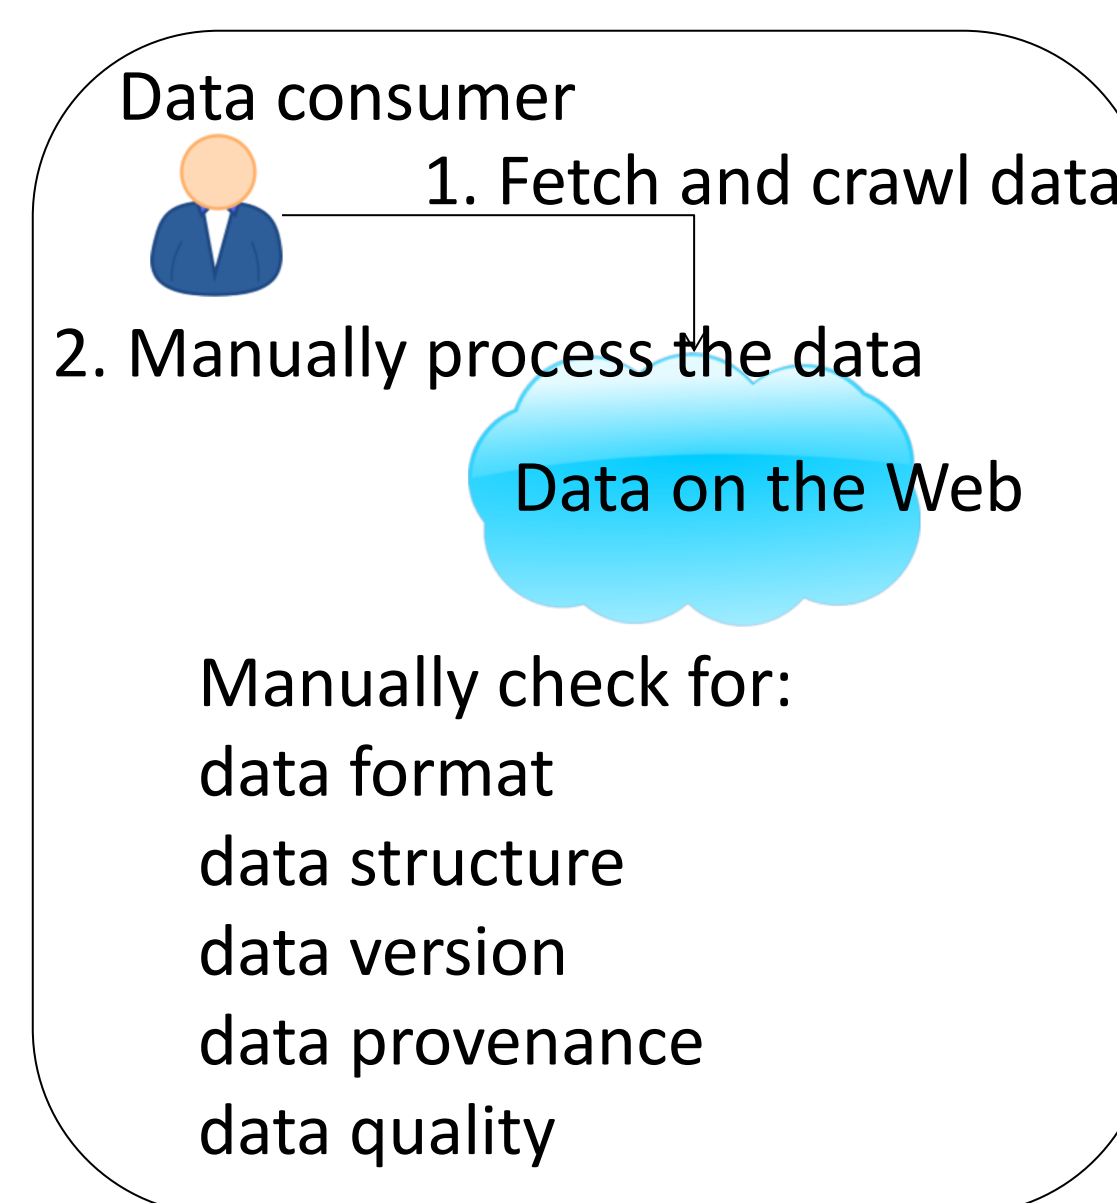 Data consumer
1. Fetch and crawl data
2. Manually process the data
Data on the Web
Manually check for:
data format
data structure
data version
data provenance
data quality